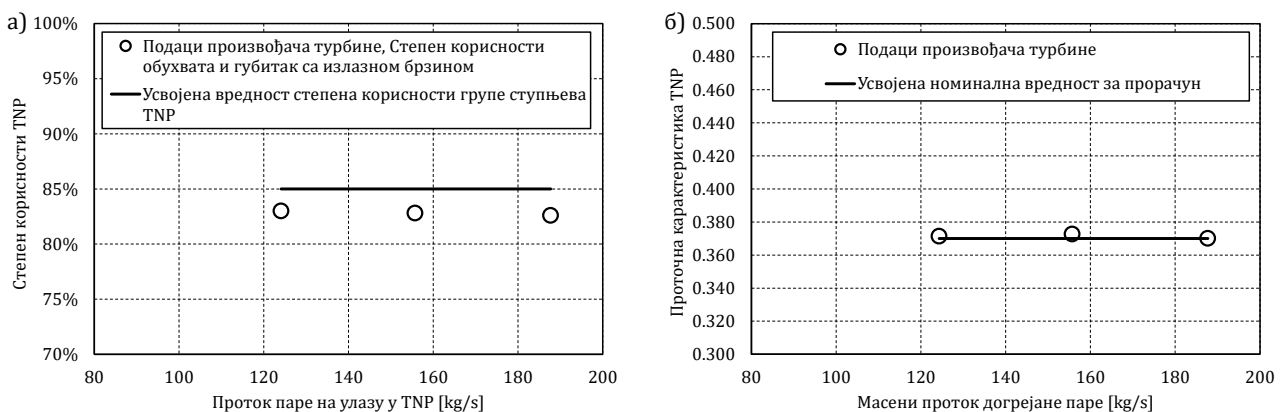 а)
100%
95%
90%
85%
80%
75%
70%
Степен корисности TNP
Подаци произвођача турбине, Степен корисности
обухвата и губитак са излазном брзином
Усвојена вредност степена корисности групе ступњева
TNP
80 100 120 140 160 180 200
Проток паре на улазу у TNP [kg/s]
б)
0.500
0.480
0.460
0.440
0.420
0.400
0.380
0.360
0.340
0.320
0.300
Проточна карактеристика TNP
Подаци произвођача турбине
Усвојена номинална вредност за прорачун
80 100 120 140 160 180 200
Масени проток догрејане паре [kg/s]